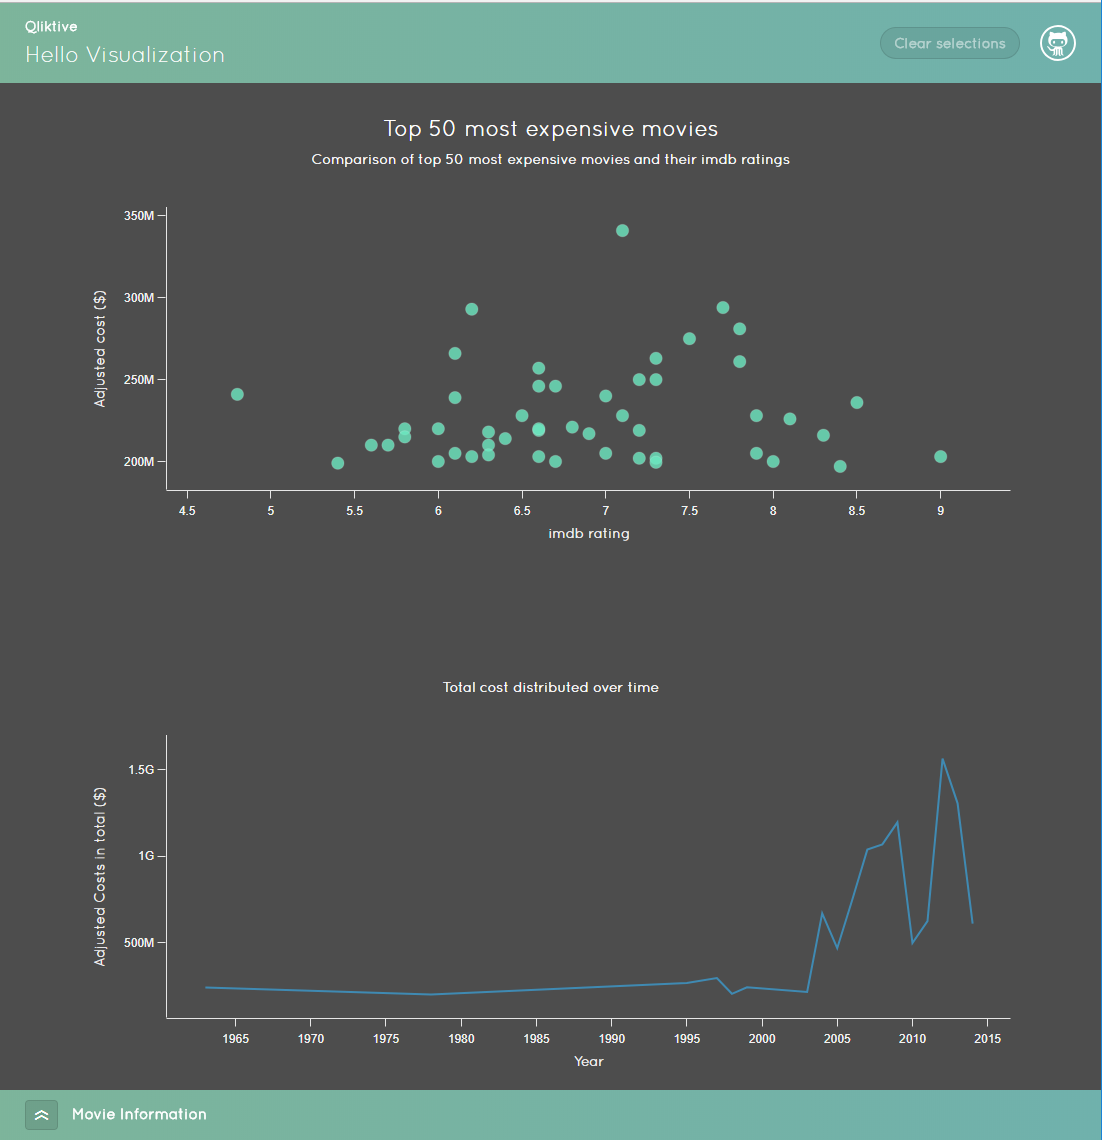 Qliktive
Hello Visualization
Clear selections
Top 50 most expensive movies
Comparison of top 50 most expensive movies and their imdb ratings
350M
300M
250M
200M
Adjusted cost ($)
4.5 5 5.5 6 6.5 7 7.5 8 8.5 9
imdb rating
Total cost distributed over time
1.5G
1G
500M
Adjusted Costs in total ($)
1965 1970 1975 1980 1985 1990 1995 2000 2005 2010 2015
Year
Movie Information